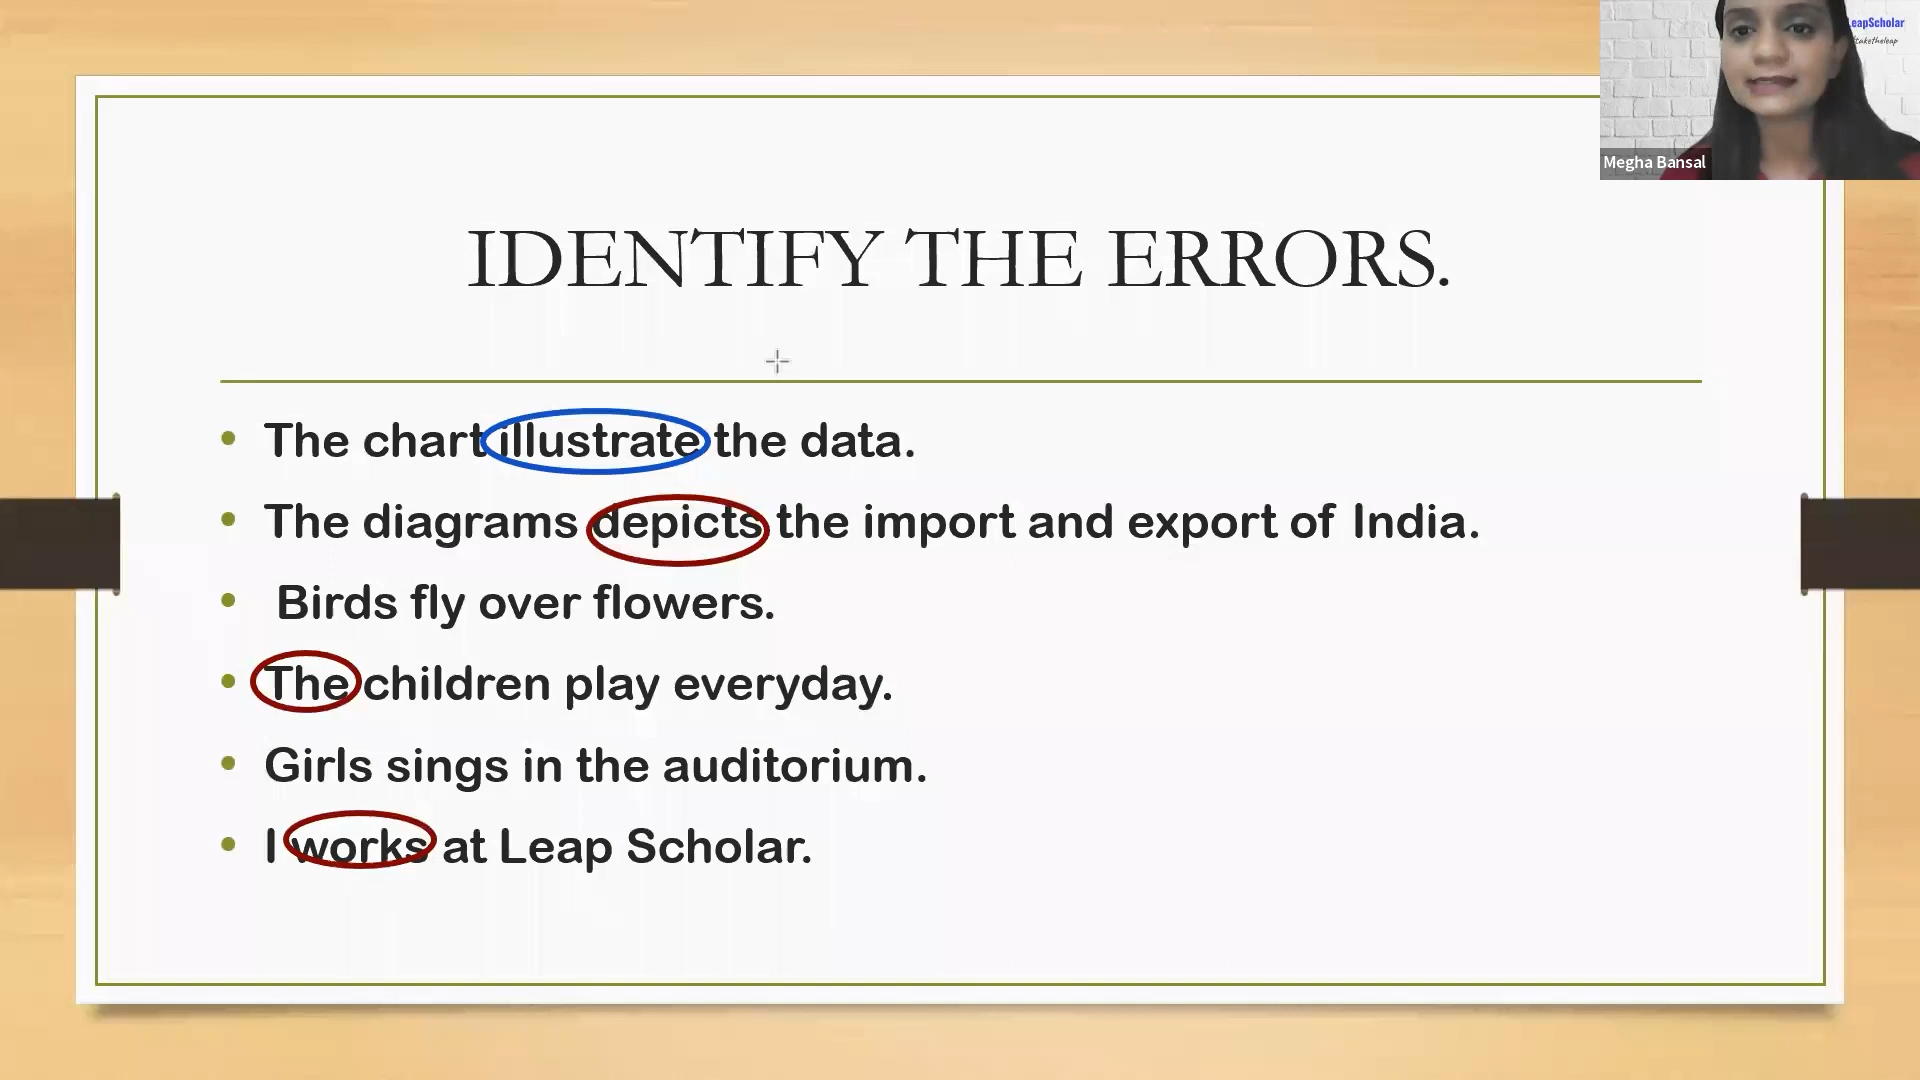 LeapScholar
#taketheleap
Megha Bansal
IDENTIFY THE ERRORS.
The chart illustrate the data.
The diagrams depicts the import and export of India.
Birds fly over flowers.
The children play everyday.
Girls sings in the auditorium.
I works at Leap Scholar.